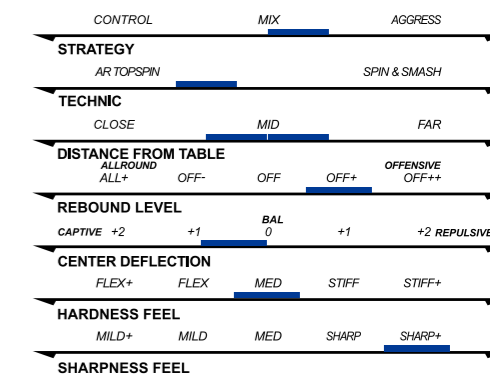 CONTROL MIX AGGRESS
STRATEGY
AR TOPSPIN SPIN & SMASH
TECHNIC
CLOSE MID FAR
DISTANCE FROM TABLE
ALLROUND OFFENSIVE
ALL+ OFF- OFF OFF+ OFF++
REBOUND LEVEL
BAL
CAPTIVE +2 +1 0 +1 +2 REPULSIVE
CENTER DEFLECTION
FLEX+ FLEX MED STIFF STIFF+
HARDNESS FEEL
MILD+ MILD MED SHARP SHARP+
SHARPNESS FEEL